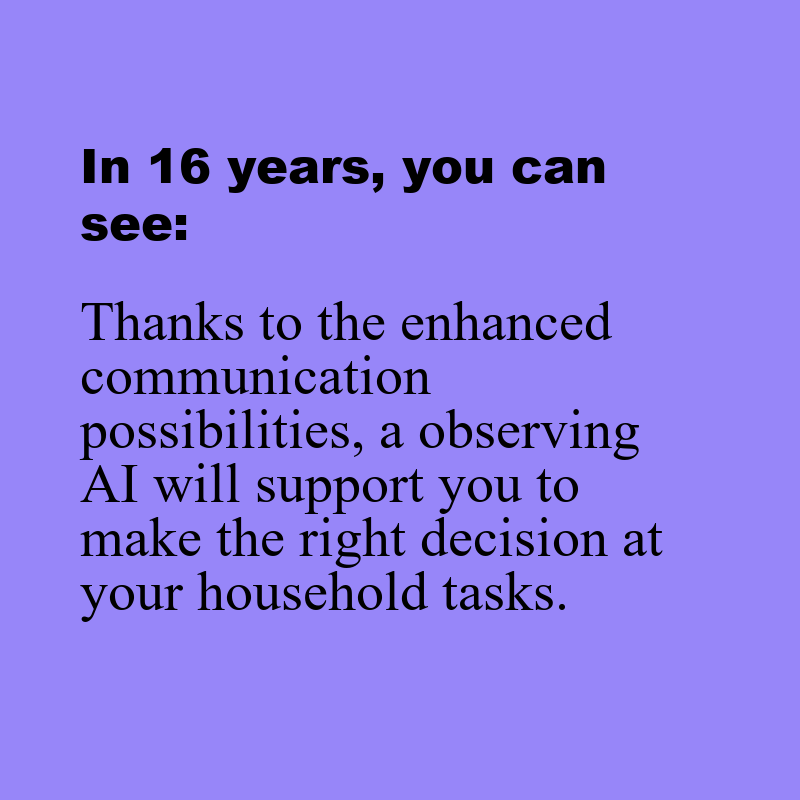 In 16 years, you can
see:
Thanks to the enhanced
communication
possibilities, a observing
AI will support you to
make the right decision at
your household tasks.